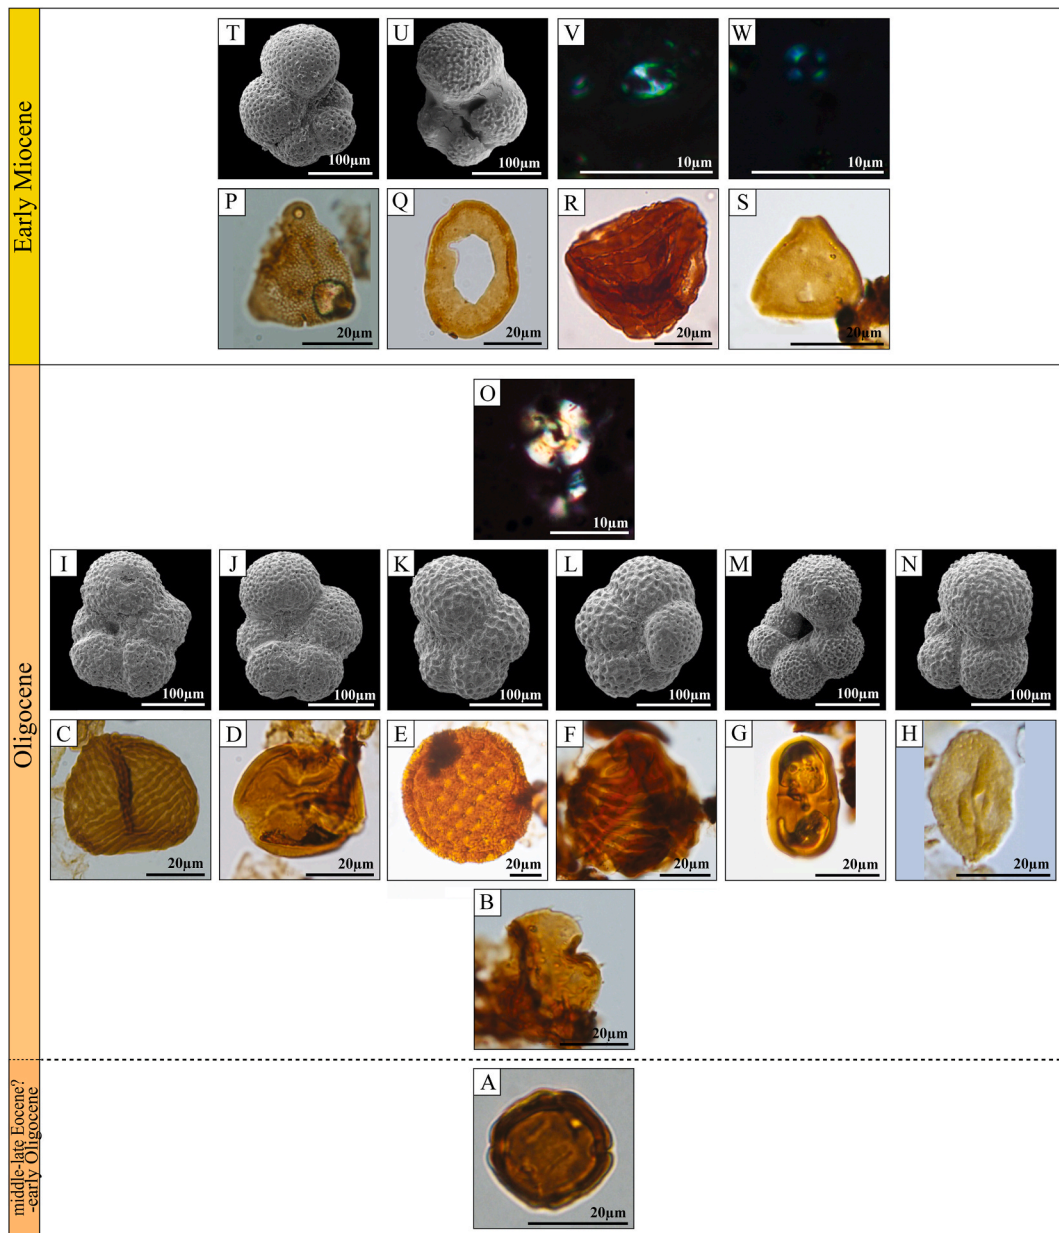 Early Miocene
T
100µm
U
100µm
V
10µm
W
10µm
P
20µm
Q
20µm
R
20µm
S
20µm
Oligocene
O
10µm
I
100µm
J
100µm
K
100µm
L
100µm
M
100µm
N
100µm
C
20µm
D
20µm
E
20µm
F
20µm
G
20µm
H
20µm
B
20µm
middle-late Eocene?
-early Oligocene
A
20µm